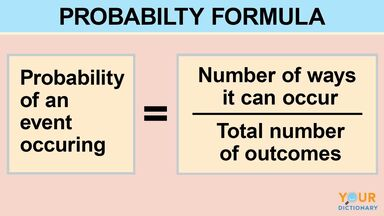 PROBABILTY FORMULA
Probability
of an
event
occuring
=
Number of ways
it can occur
Total number
of outcomes
YOUR
DICTIONARY